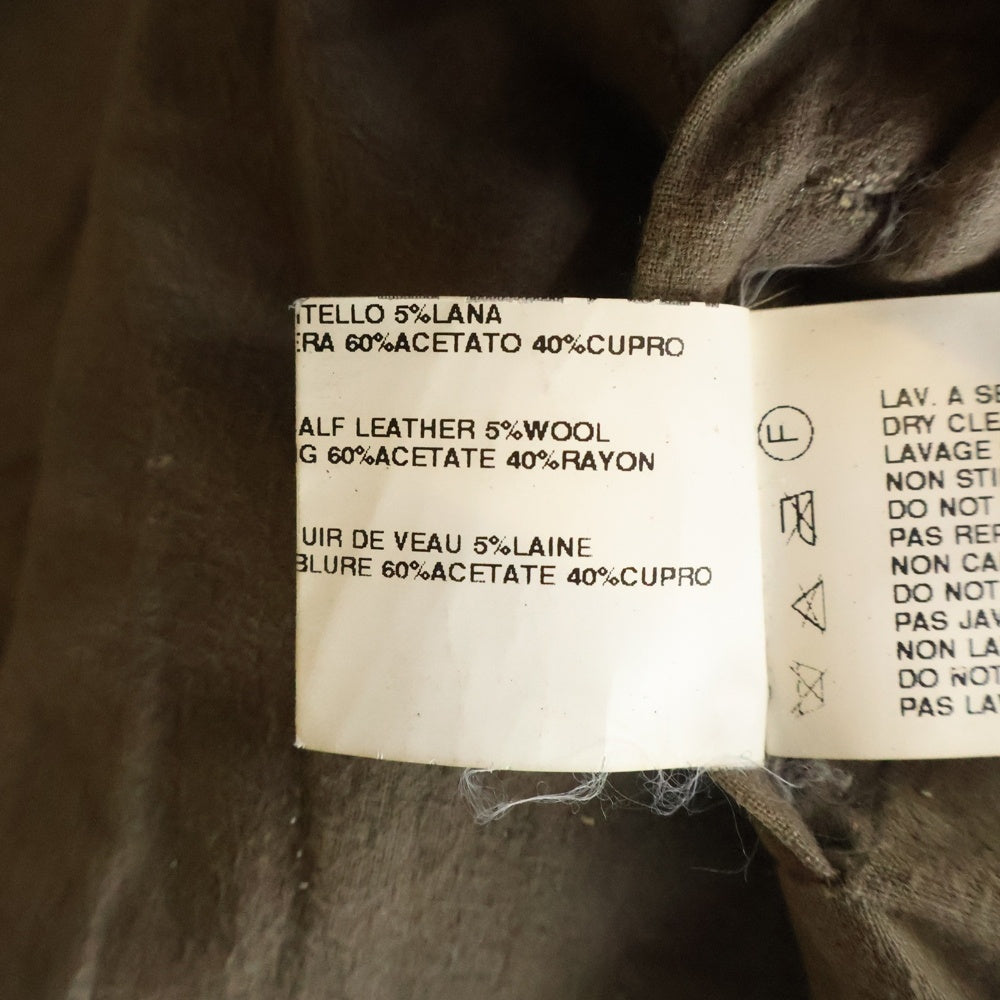 TELLO 5%LANA
ERA 60%ACETATO 40%CUPRO
ALF LEATHER 5%WOOL
G 60%ACETATE 40%RAYON
UIR DE VEAU 5%LAINE
BLURE 60%ACETATE 40%CUPRO
F
LAV. A SE
DRY CLE
LAVAGE
NON STI
DO NOT
PAS REP
NON CA
DO NOT
PAS JAV
NON LA
DO NOT
PAS LAV